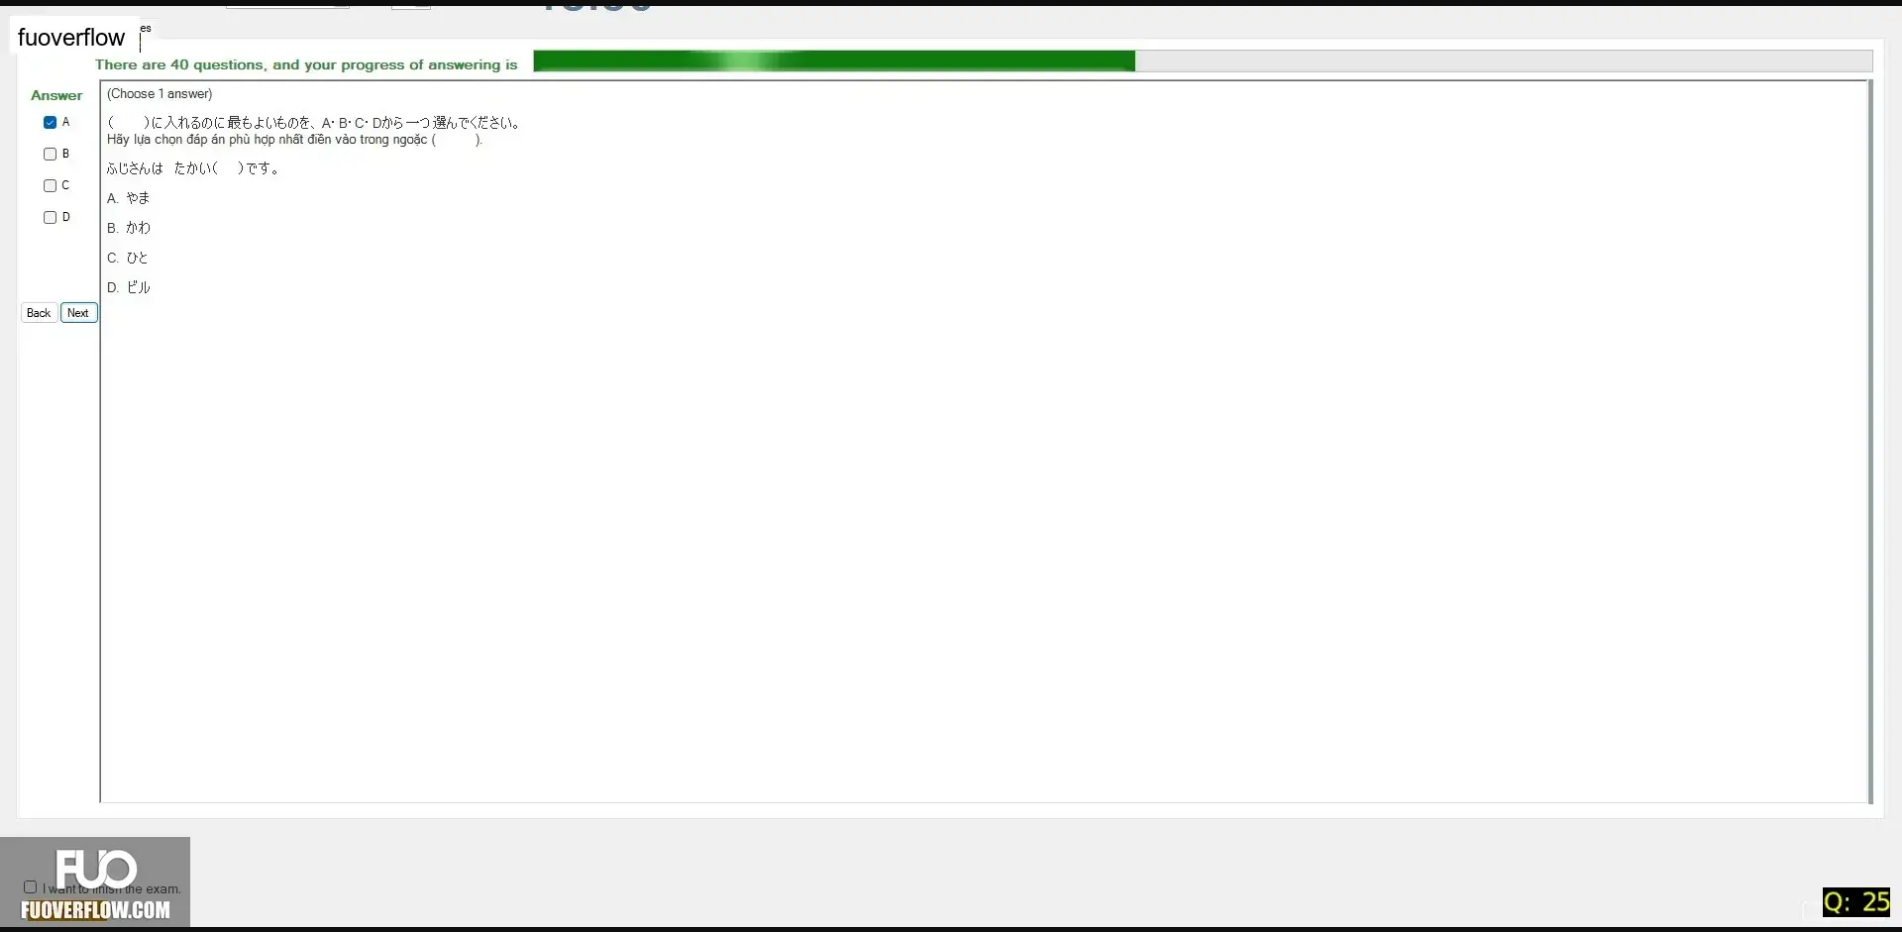 fuoverflow
es
There are 40 questions, and your progress of answering is
Answer
(Choose 1 answer)
A
B
C
D
(　　)に入れるのに最もよいものを、A・B・C・Dから一つ選んでください。
Hãy lựa chọn đáp án phù hợp nhất điền vào trong ngoặc (　　).
ふじさんは　たかい(　)です。
A. やま
B. かわ
C. ひと
D. ビル
Back Next
FUO
I want to finish the exam.
FUOVERFLOW.COM
Q: 25